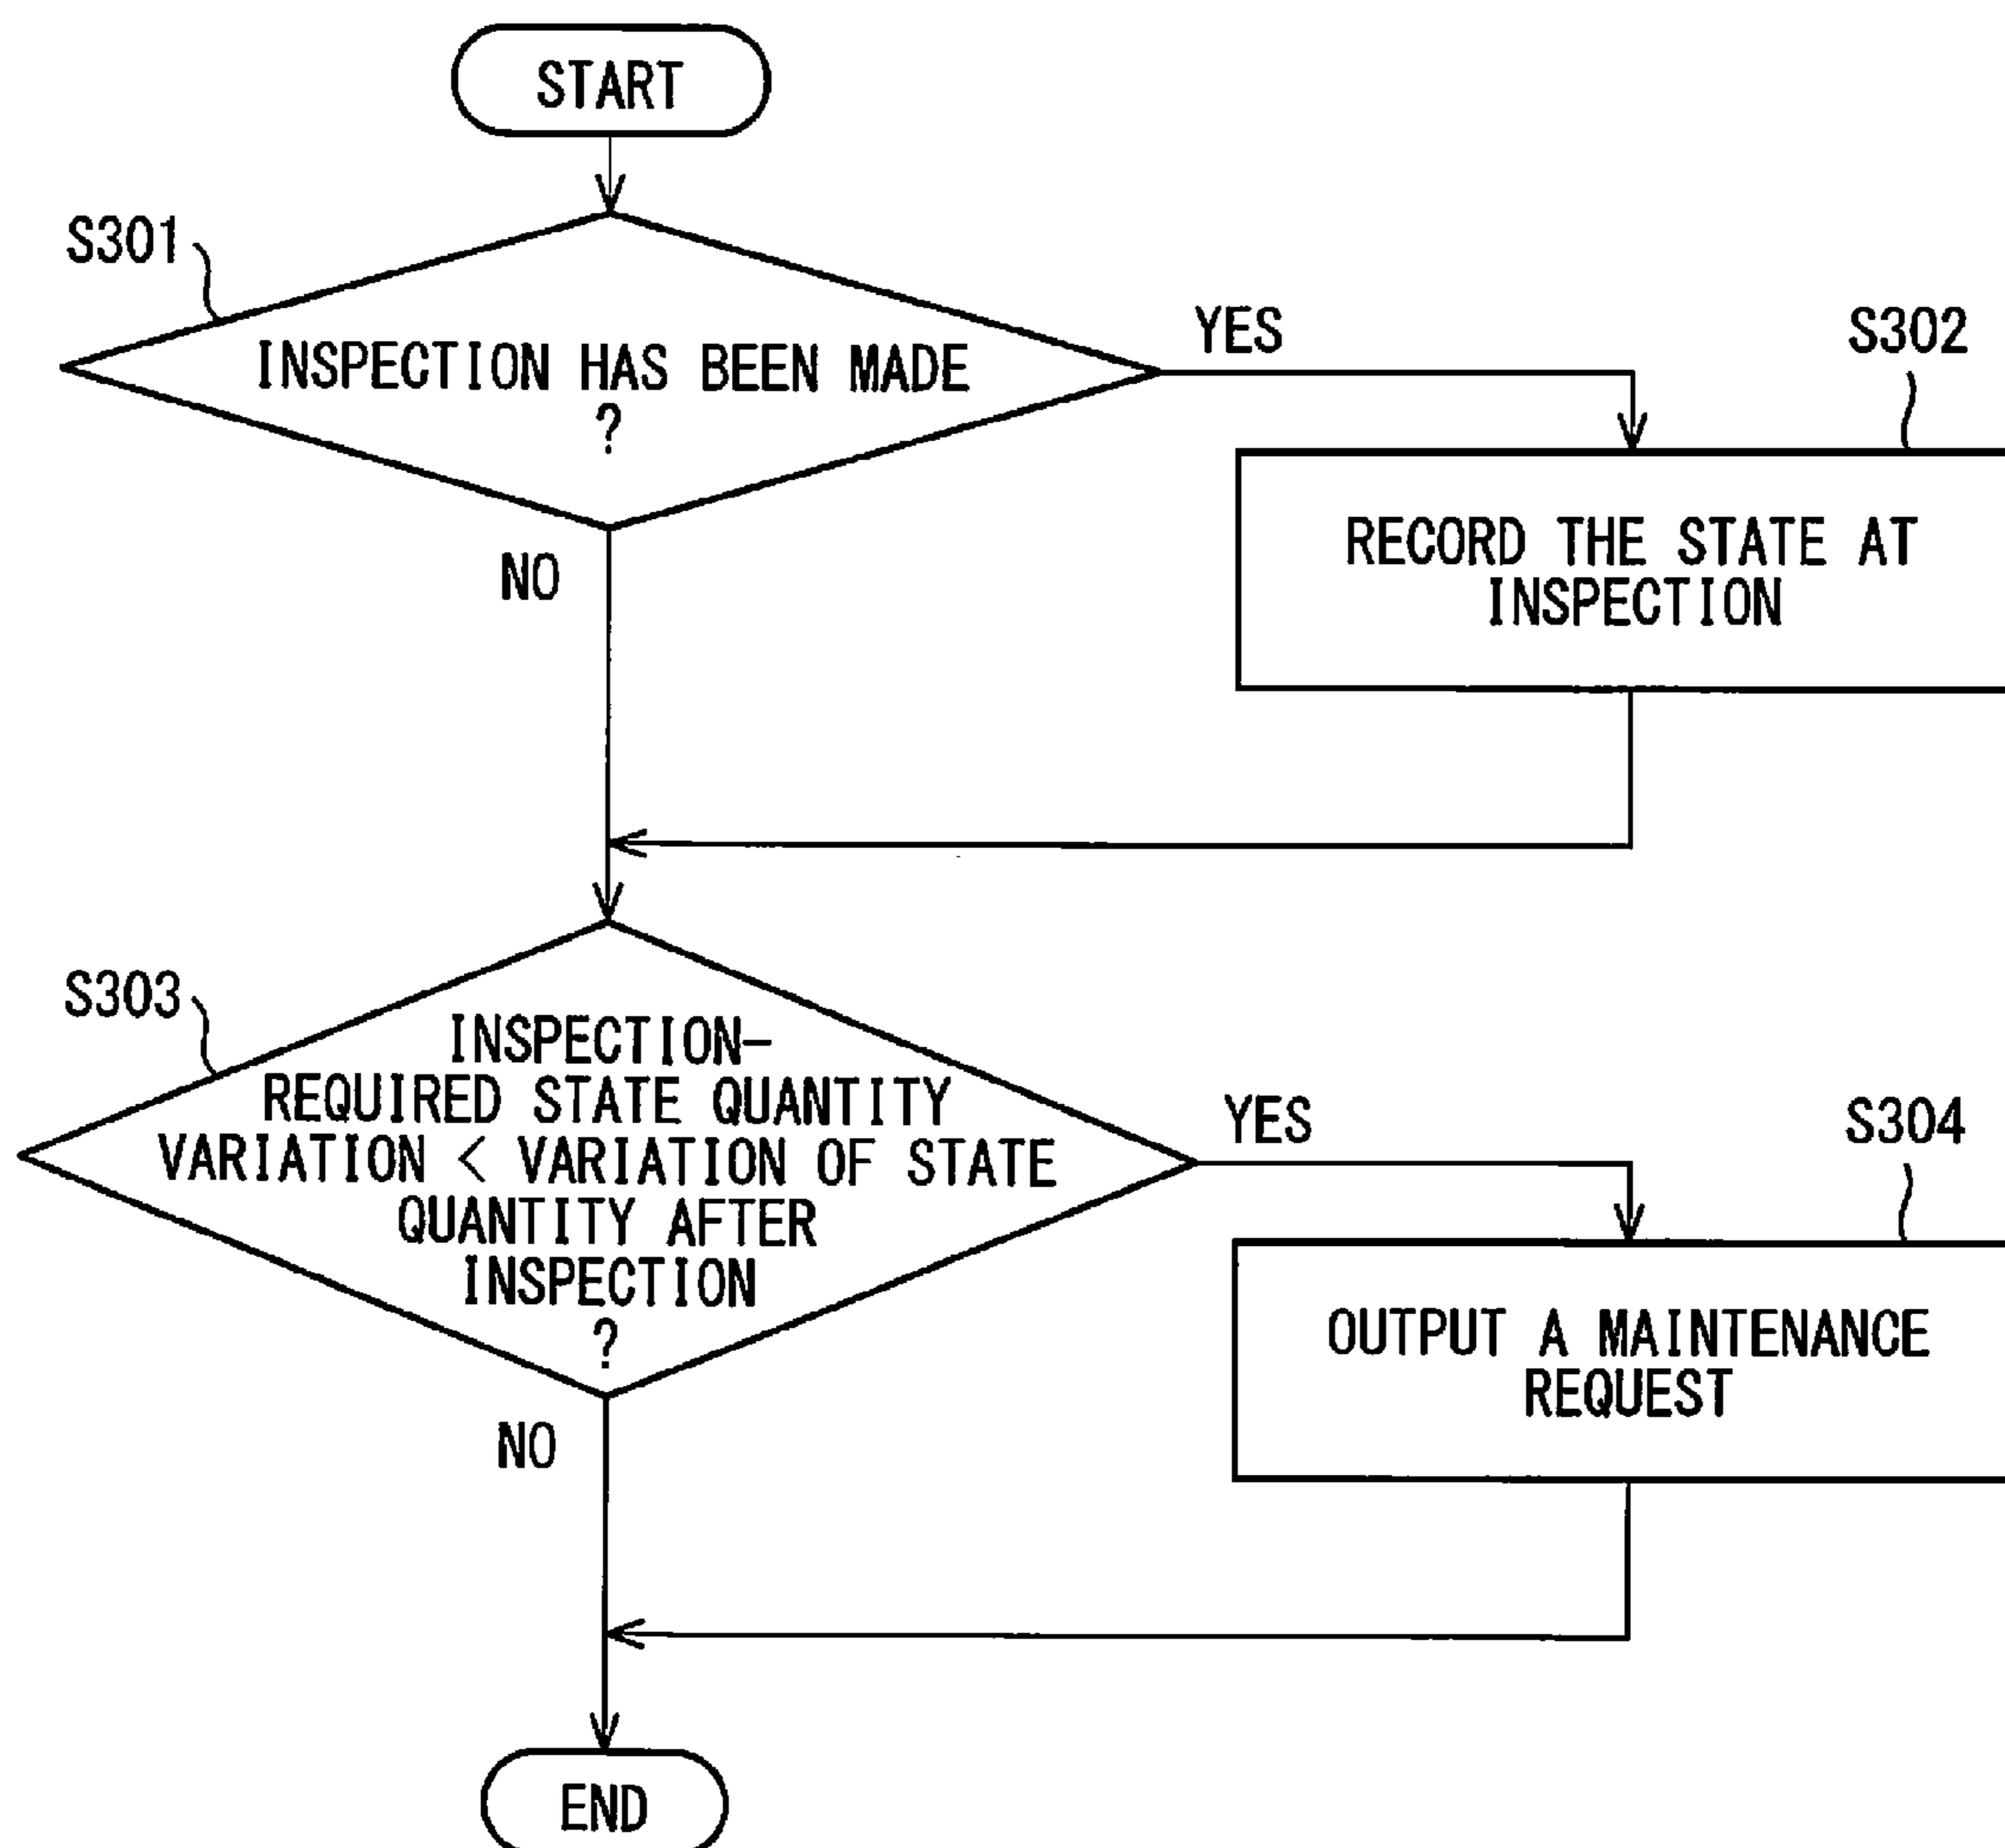 START
S301
INSPECTION HAS BEEN MADE
?
YES
S302
RECORD THE STATE AT
INSPECTION
NO
S303
INSPECTION-
REQUIRED STATE QUANTITY
VARIATION < VARIATION OF STATE
QUANTITY AFTER
INSPECTION
?
YES
S304
OUTPUT A MAINTENANCE
REQUEST
NO
END